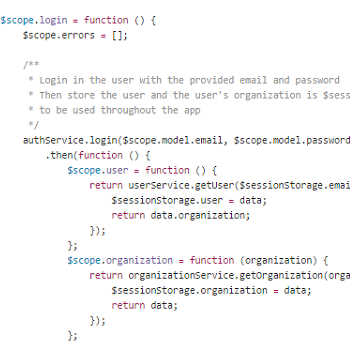 $scope.login = function () {
$scope.errors = [];
/**
* Login in the user with the provided email and password
* Then store the user and the user's organization is $sess
* to be used throughout the app
*/
authService.login($scope.model.email, $scope.model.password
.then(function () {
$scope.user = function () {
return userService.getUser($sessionStorage.emai
$sessionStorage.user = data;
return data.organization;
});
};
$scope.organization = function (organization) {
return organizationService.getOrganization(orga
$sessionStorage.organization = data;
return data;
});
};